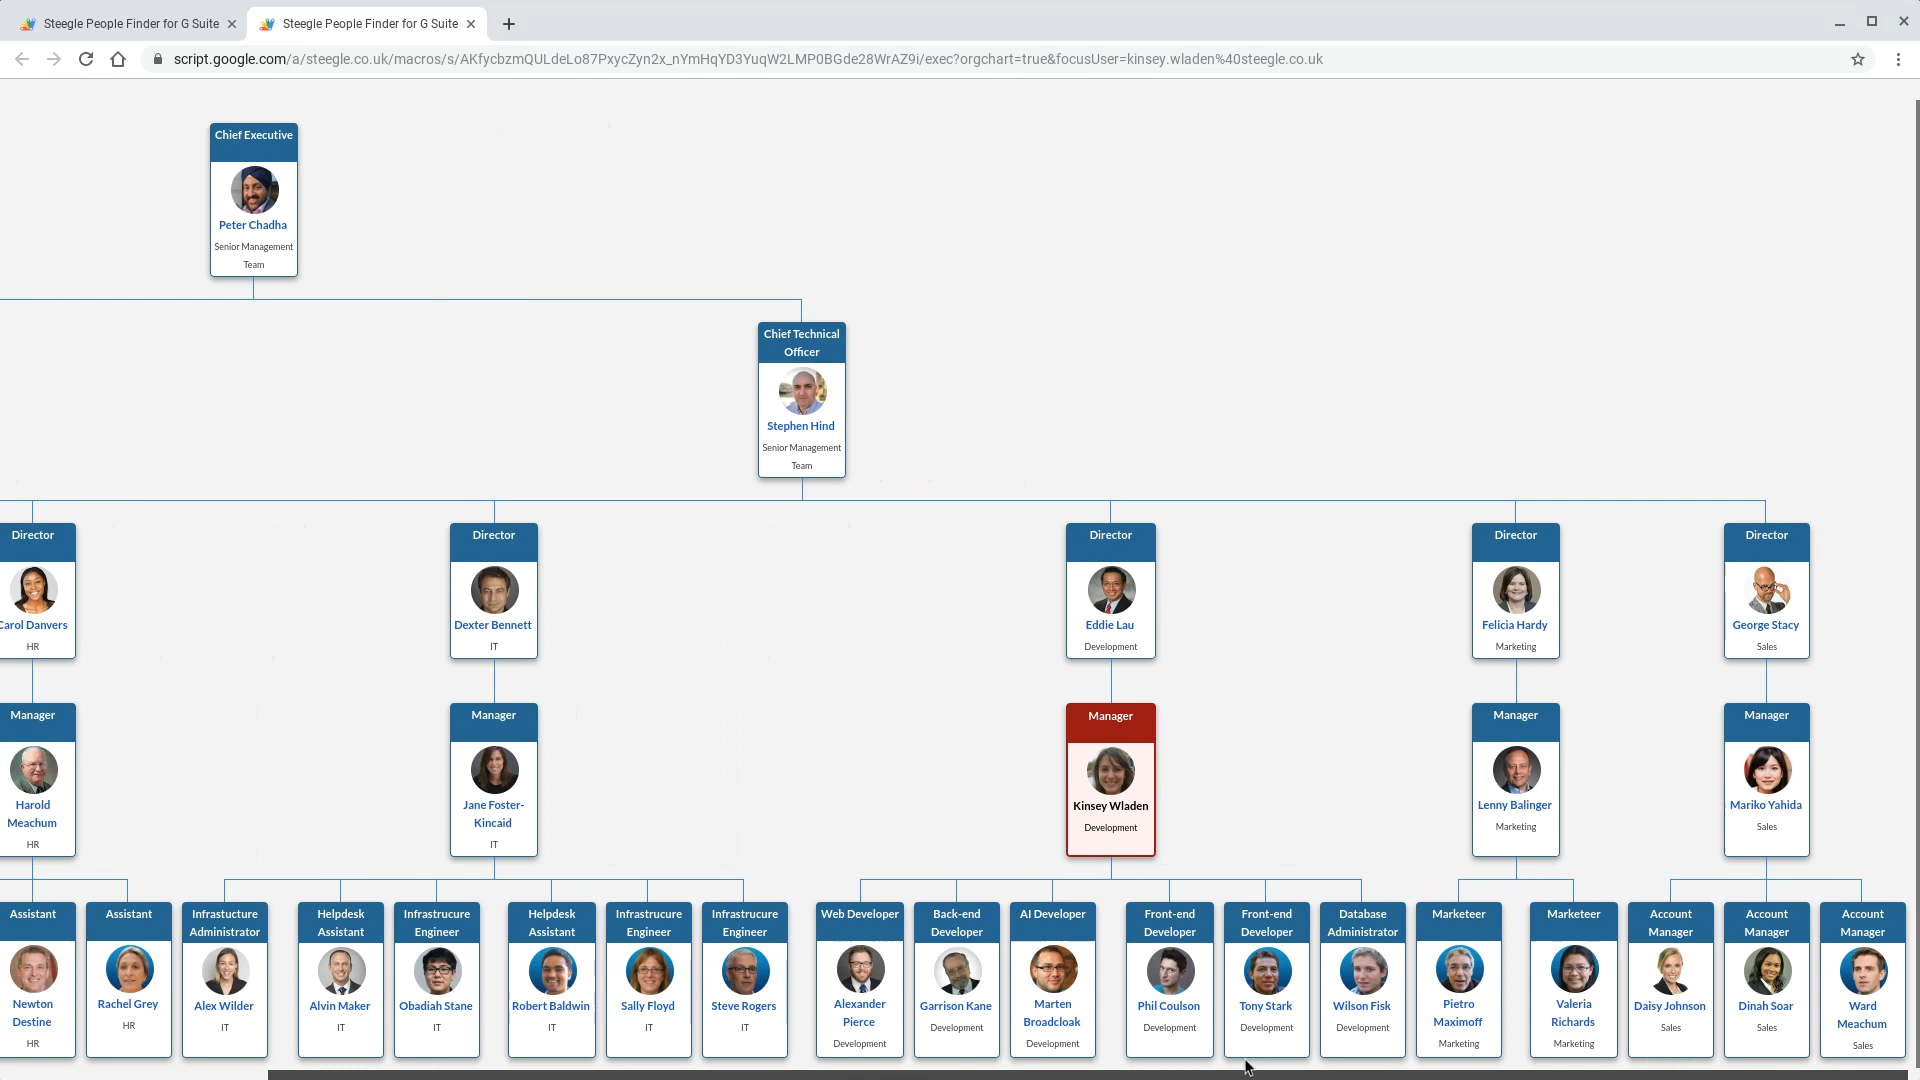 Steegle People Finder for G Suite
Steegle People Finder for G Suite
script.google.com/a/steegle.co.uk/macros/s/AKfycbzmQULdeLo87PxycZyn2x_nYmHqYD3YuqW2LMP0BGde28WrAZ9i/exec?orgchart=true&focusUser=kinsey.wladen%40steegle.co.uk
Chief Executive
Peter Chadha
Senior Management
Team
Chief Technical
Officer
Stephen Hind
Senior Management
Team
Director
Carol Danvers
HR
Director
Dexter Bennett
IT
Director
Eddie Lau
Development
Director
Felicia Hardy
Marketing
Director
George Stacy
Sales
Manager
Harold
Meachum
HR
Manager
Jane Foster-
Kincaid
IT
Manager
Kinsey Wladen
Development
Manager
Lenny Balinger
Marketing
Manager
Mariko Yahida
Sales
Assistant
Newton
Destine
HR
Assistant
Rachel Grey
HR
Infrastucture
Administrator
Alex Wilder
IT
Helpdesk
Assistant
Alvin Maker
IT
Infrastrucure
Engineer
Obadiah Stane
IT
Helpdesk
Assistant
Robert Baldwin
IT
Infrastrucure
Engineer
Sally Floyd
IT
Infrastrucure
Engineer
Steve Rogers
IT
Web Developer
Alexander
Pierce
Development
Back-end
Developer
Garrison Kane
Development
AI Developer
Marten
Broadcloak
Development
Front-end
Developer
Phil Coulson
Development
Front-end
Developer
Tony Stark
Development
Database
Administrator
Wilson Fisk
Development
Marketeer
Pietro
Maximoff
Marketing
Marketeer
Valeria
Richards
Marketing
Account
Manager
Daisy Johnson
Sales
Account
Manager
Dinah Soar
Sales
Account
Manager
Ward
Meachum
Sales